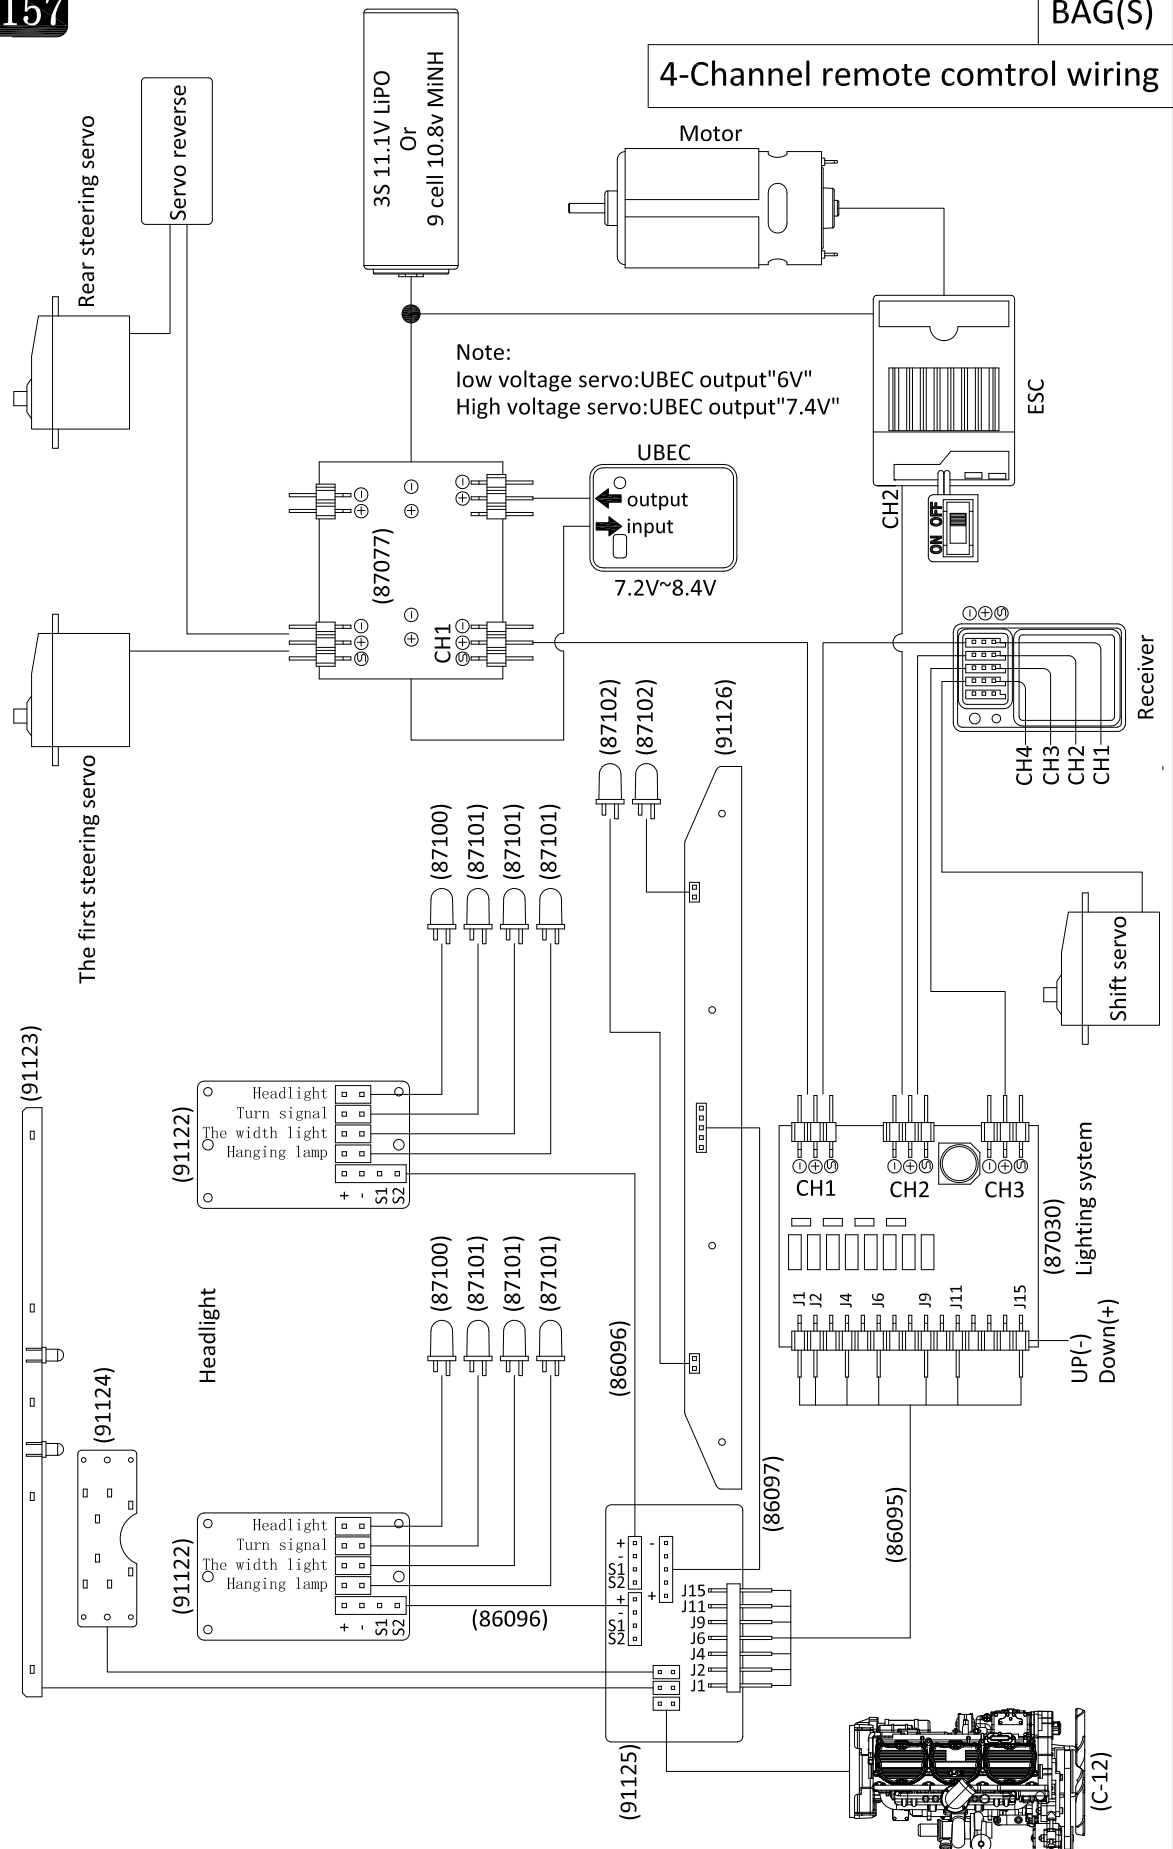 157
BAG(S)
4-Channel remote comtrol wiring
3S 11.1V LiPO
Or
9 cell 10.8v MiNH
Motor
Servo reverse
Rear steering servo
Note:
low voltage servo:UBEC output"6V"
High voltage servo:UBEC output"7.4V"
ESC
UBEC
output
input
7.2V~8.4V
CH2
ON OFF
(87077)
- +
- +
- +
- + S
- +
CH1
- + S
- + S
Receiver
CH4
CH3
CH2
CH1
The first steering servo
(87102)
(87102)
(91126)
(87100)
(87101)
(87101)
(87101)
Shift servo
(91123)
(91122)
Headlight
Turn signal
The width light
Hanging lamp
+ - S1 S2
- + S
CH1
- + S
CH2
- + S
CH3
(87030)
Lighting system
J1 J2 J4 J6 J9 J11 J15
UP(-)
Down(+)
Headlight
(87100)
(87101)
(87101)
(87101)
(86096)
(91124)
(86097)
(86095)
(91122)
Headlight
Turn signal
The width light
Hanging lamp
+ - S1 S2
(86096)
+
-
S1
S2
+
-
S1
S2
-
+
J15
J11
J9
J6
J4
J2
J1
(91125)
(C-12)